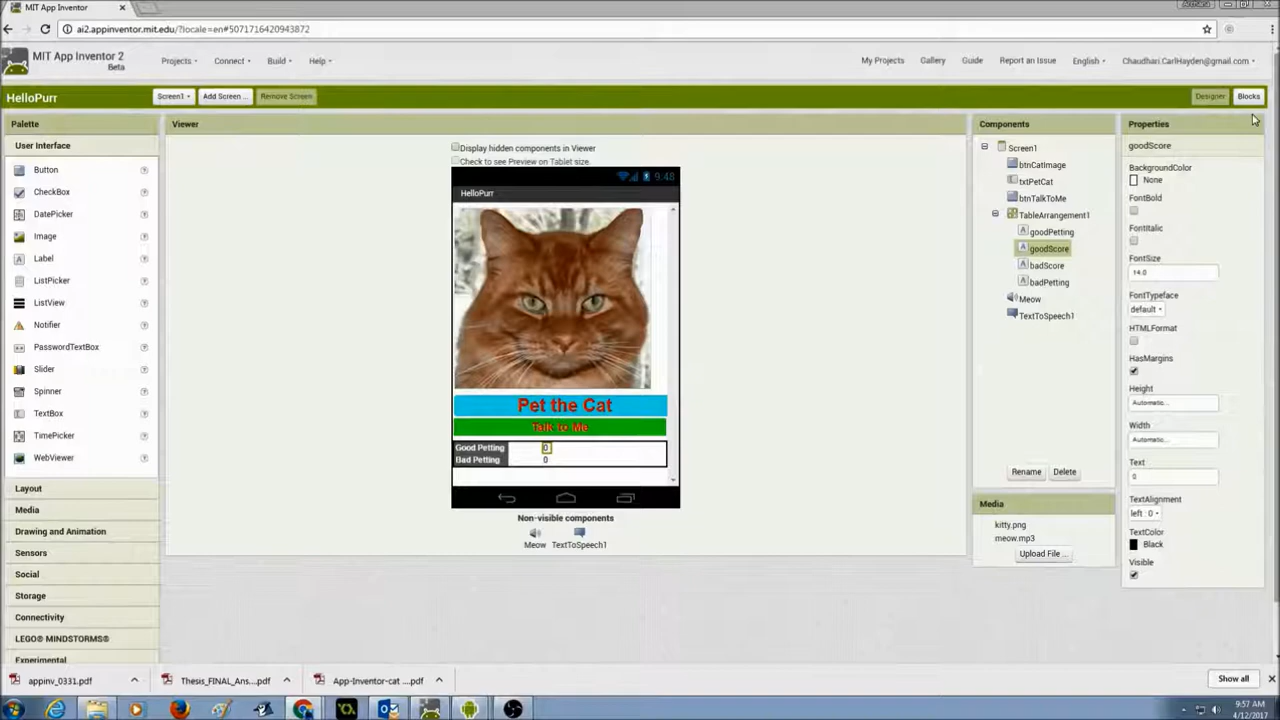 MIT App Inventor 2
ai2.appinventor.mit.edu/?locale=en#5071716420943872
MIT App Inventor 2
Beta
Projects
Connect
Build
Help
My Projects
Gallery
Guide
Report an Issue
English
Chaudhari.CarlHayden@gmail.com
HelloPurr
Screen1
Add Screen ...
Remove Screen
Designer
Blocks
Palette
User Interface
Button
CheckBox
DatePicker
Image
Label
ListPicker
ListView
Notifier
PasswordTextBox
Slider
Spinner
TextBox
TimePicker
WebViewer
Layout
Media
Drawing and Animation
Sensors
Social
Storage
Connectivity
LEGO® MINDSTORMS®
Experimental
Viewer
Display hidden components in Viewer
Check to see Preview on Tablet size.
9:48
HelloPurr
Pet the Cat
Talk to Me
Good Petting 0
Bad Petting 0
Non-visible components
Meow
TextToSpeech1
Components
Screen1
btnCatImage
txtPetCat
btnTalkToMe
TableArrangement1
goodPetting
goodScore
badScore
badPetting
Meow
TextToSpeech1
Rename
Delete
Media
kitty.png
meow.mp3
Upload File ...
Properties
goodScore
BackgroundColor
None
FontBold
FontItalic
FontSize
14.0
FontTypeface
default
HTMLFormat
HasMargins
Height
Automatic...
Width
Automatic...
Text
0
TextAlignment
left : 0
TextColor
Black
Visible
appinv_0331.pdf
Thesis_FINAL_Ans....pdf
App-Inventor-cat ....pdf
Show all
9:57 AM
4/12/2017